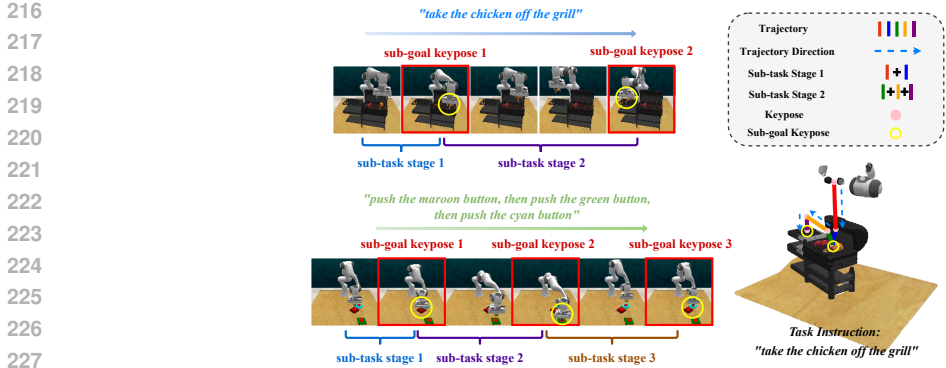 216
217
218
219
220
221
222
223
224
225
226
227
"take the chicken off the grill"
sub-goal keypose 1
sub-goal keypose 2
sub-task stage 1
sub-task stage 2
"push the maroon button, then push the green button,
then push the cyan button"
sub-goal keypose 1
sub-goal keypose 2
sub-goal keypose 3
sub-task stage 1
sub-task stage 2
sub-task stage 3
Trajectory
Trajectory Direction
Sub-task Stage 1
+
Sub-task Stage 2
+ +
Keypose
Sub-goal Keypose
Task Instruction:
"take the chicken off the grill"